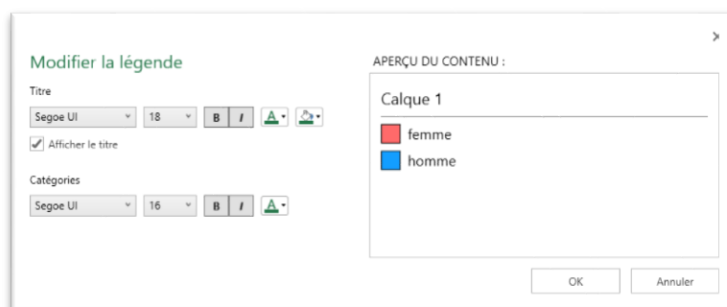 Modifier la légende
Titre
Segoe UI 18 B I A
Afficher le titre
Catégories
Segoe UI 16 B I A
APERÇU DU CONTENU :
Calque 1
femme
homme
OK Annuler